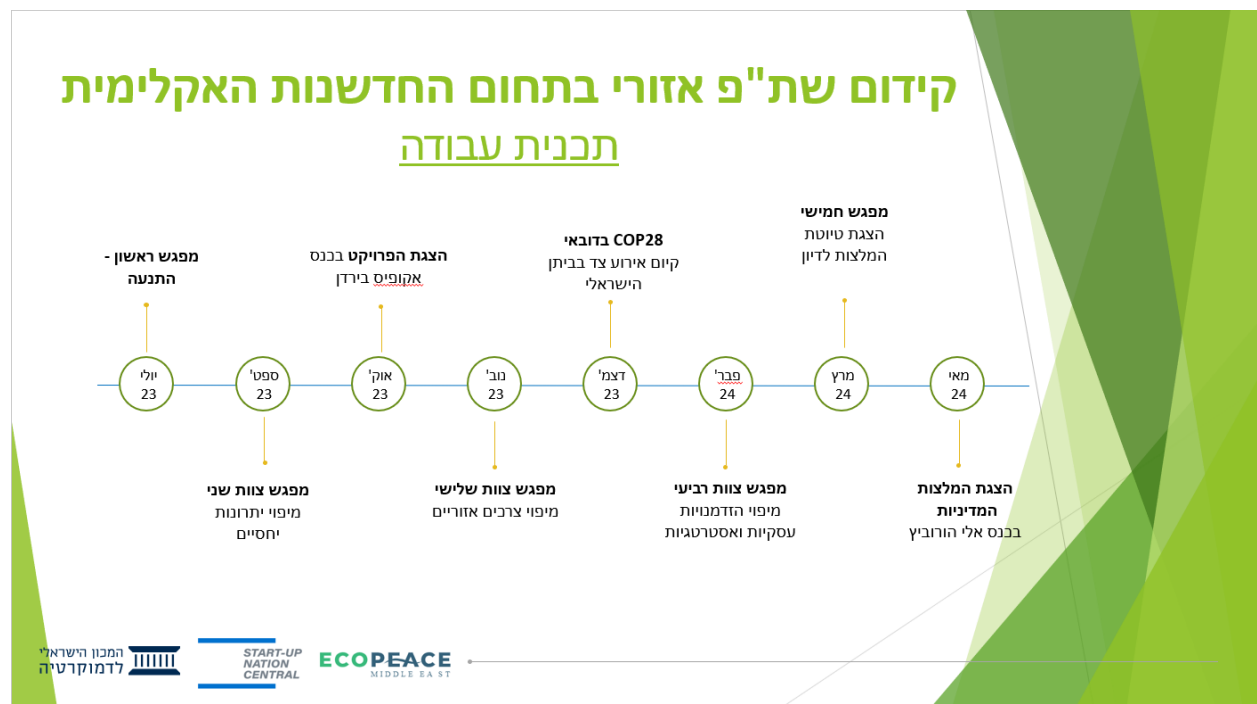 קידום שת"פ אזורי בתחום החדשנות האקלימית
תכנית עבודה
מפגש ראשון -
התנעה
הצגת הפרויקט בכנס
אקופיס בירדן
COP28 בדובאי
קיום אירוע צד בביתן
הישראלי
מפגש חמישי
הצגת טיוטת
המלצות לדיון
יולי
23
ספט'
23
אוק'
23
נוב'
23
דצמ'
23
פבר'
24
מרץ
24
מאי
24
מפגש צוות שני
מיפוי יתרונות
יחסיים
מפגש צוות שלישי
מיפוי צרכים אזוריים
מפגש צוות רביעי
מיפוי הזדמנויות
עסקיות ואסטרטגיות
הצגת המלצות
המדיניות
בכנס אלי הורוביץ
המכון הישראלי
לדמוקרטיה
START-UP
NATION
CENTRAL
ECOPEACE
MIDDLE EAST